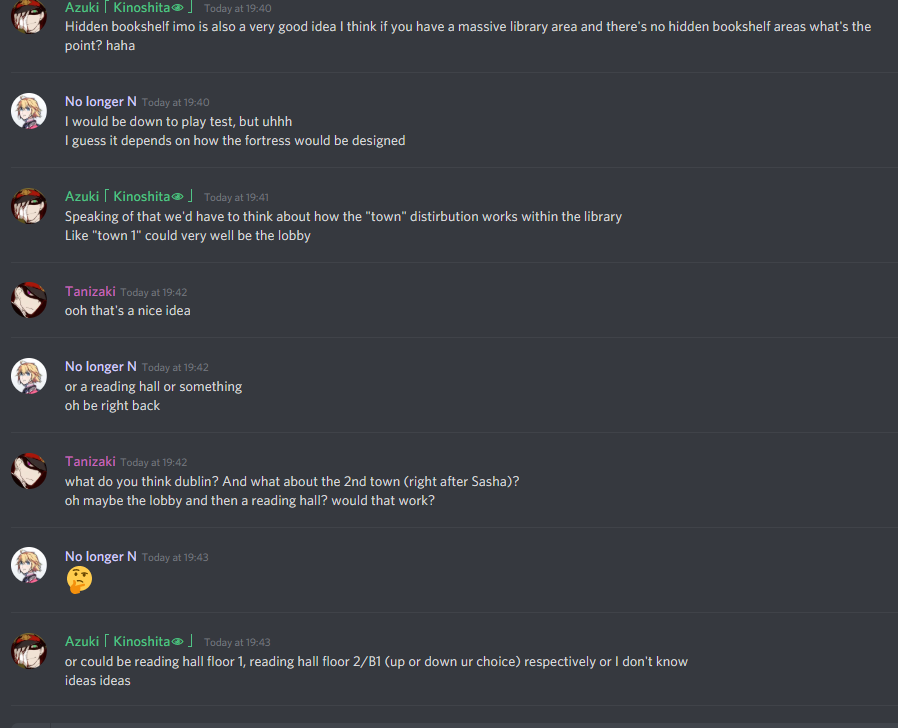 Azuki「 Kinoshita👁 」 Today at 19:40
Hidden bookshelf imo is also a very good idea I think if you have a massive library area and there's no hidden bookshelf areas what's the
point? haha
No longer N Today at 19:40
I would be down to play test, but uhhh
I guess it depends on how the fortress would be designed
Azuki「 Kinoshita👁 」 Today at 19:41
Speaking of that we'd have to think about how the "town" distirbution works within the library
Like "town 1" could very well be the lobby
Tanizaki Today at 19:42
ooh that's a nice idea
No longer N Today at 19:42
or a reading hall or something
oh be right back
Tanizaki Today at 19:42
what do you think dublin? And what about the 2nd town (right after Sasha)?
oh maybe the lobby and then a reading hall? would that work?
No longer N Today at 19:43
🤔
Azuki「 Kinoshita👁 」 Today at 19:43
or could be reading hall floor 1, reading hall floor 2/B1 (up or down ur choice) respectively or I don't know
ideas ideas